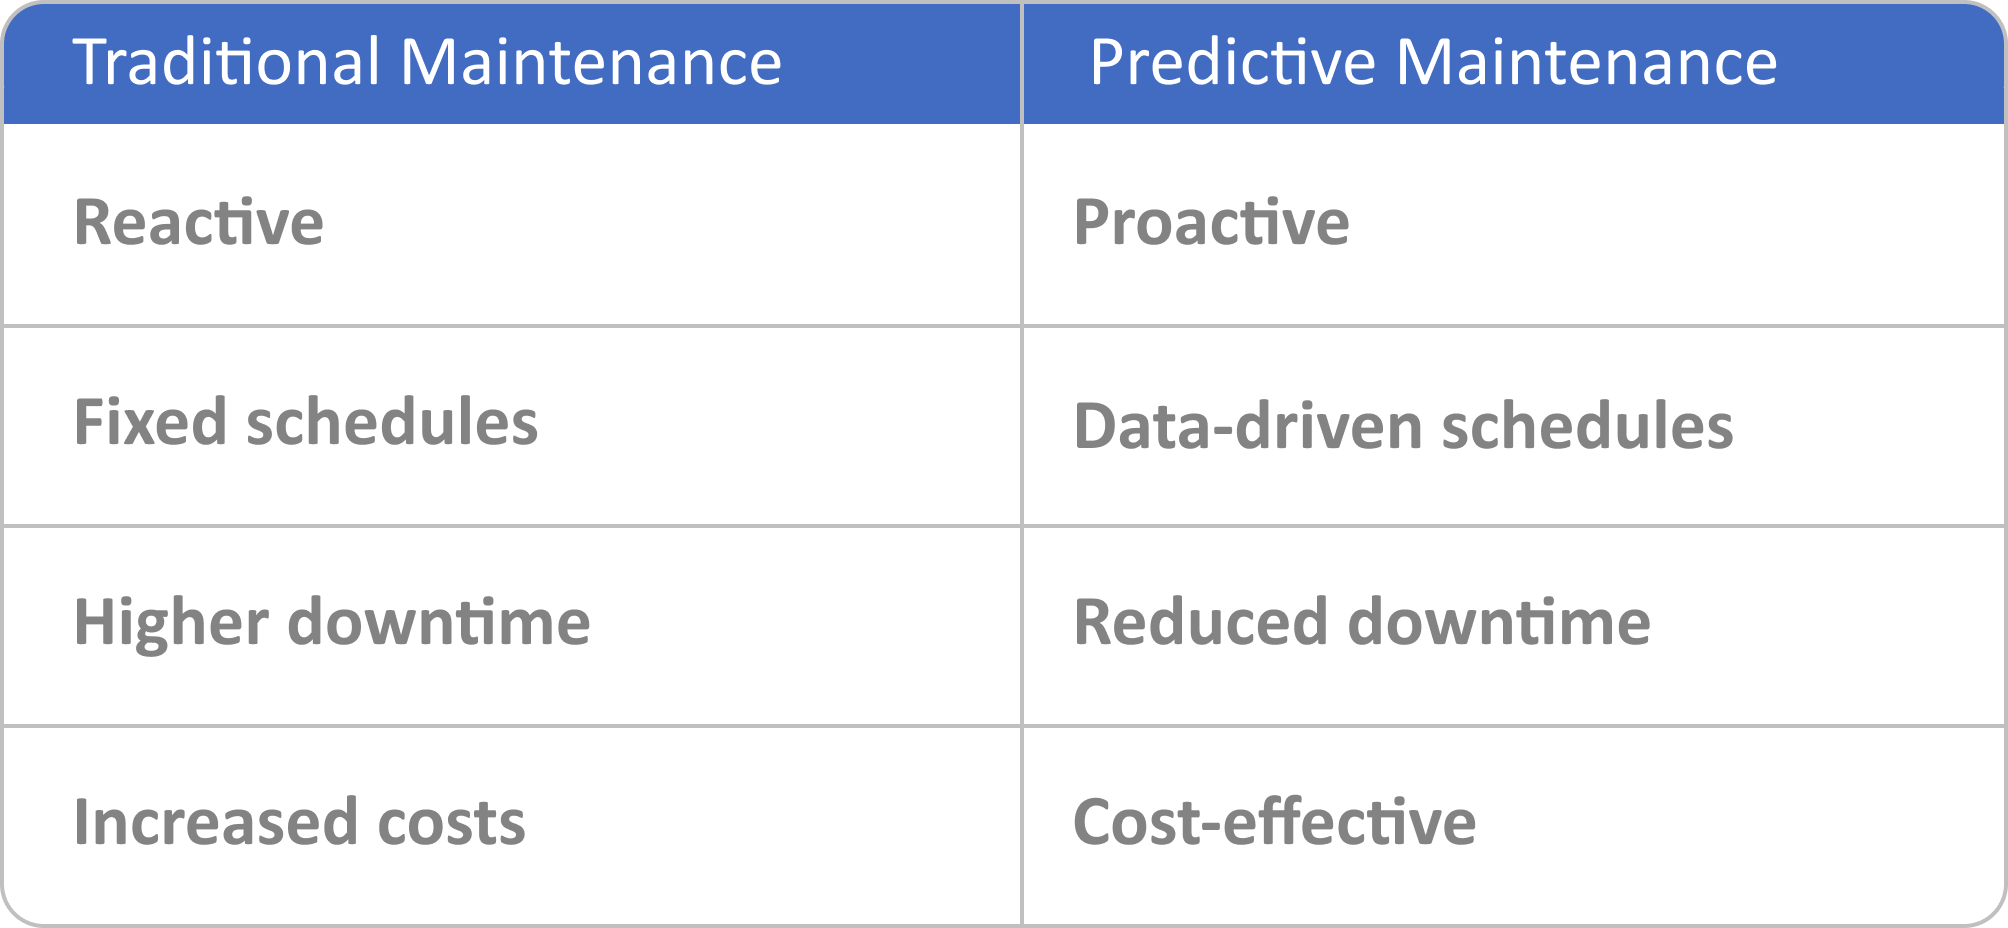 Traditional Maintenance
Predictive Maintenance
Reactive
Proactive
Fixed schedules
Data-driven schedules
Higher downtime
Reduced downtime
Increased costs
Cost-effective